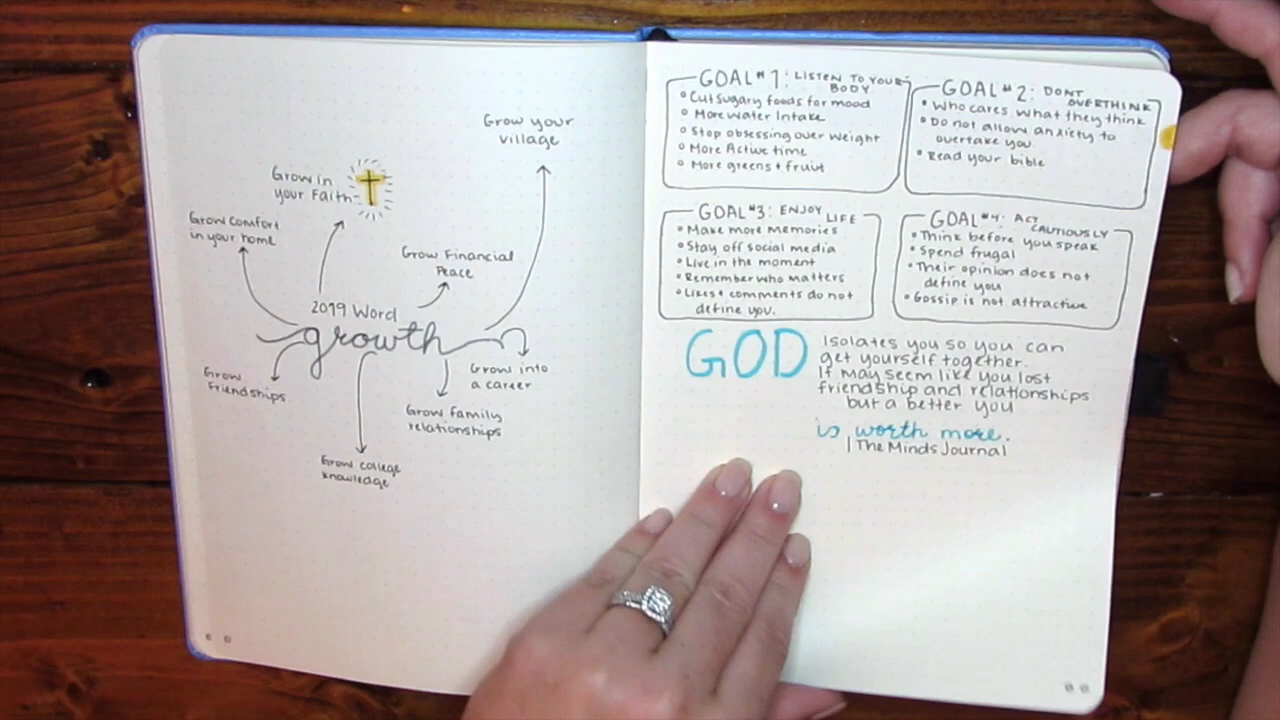 Grow your
village
Grow in
your Faith
Grow comfort
in your home
Grow Financial
Peace
2019 Word
growth
Grow
Friendships
Grow into
a career
Grow family
relationships
Grow college
knowleage
GOAL #1: LISTEN TO YOUR
BODY
Cut sugary foods for mood
More water Intake
Stop obsessing over weight
More Active time
More greens + fruit
GOAL #2: DONT
OVERTHINK
Who cares what they think
Do not allow anxiety to
overtake you
Read your bible
GOAL #3: ENJOY
LIFE
Make more Memories
Stay off social media
Live in the moment
Remember who matters
Likes + comments do not
define you.
GOAL #4: ACT
CAUTIOUSLY
Think before you speak
Spend frugal
Their opinion does not
define you
Gossip is not attractive
GOD Isolates you so you can
get yourself together.
If may seem like you lost
friendship and relationships
but a better you
is worth more.
| The Minds Journal